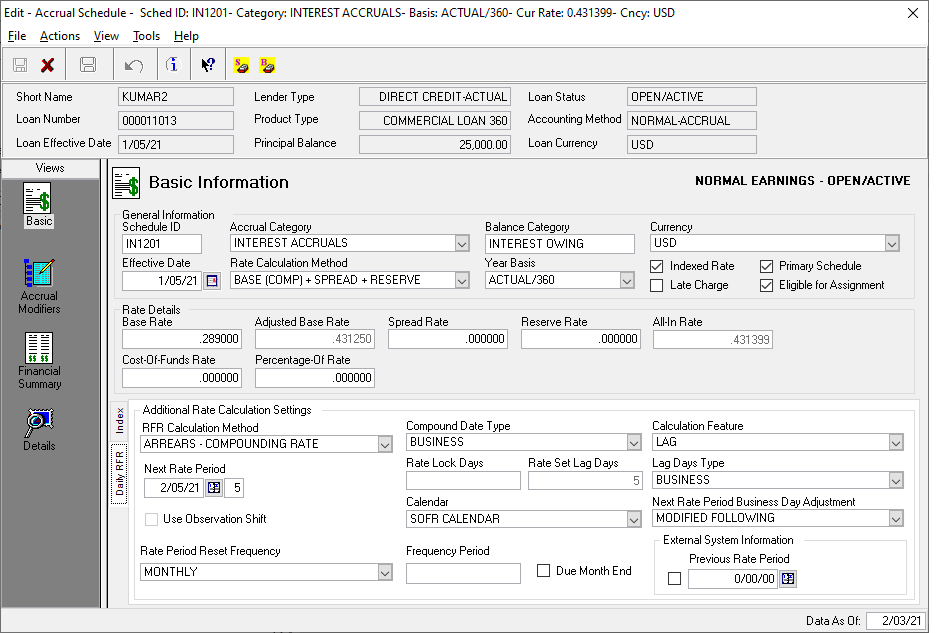 Edit - Accrual Schedule -  Sched ID: IN1201- Category: INTEREST ACCRUALS- Basis: ACTUAL/360- Cur Rate: 0.431399- Cncy: USD
File Actions View Tools Help
Short Name KUMAR2 Lender Type DIRECT CREDIT-ACTUAL Loan Status OPEN/ACTIVE
Loan Number 000011013 Product Type COMMERCIAL LOAN 360 Accounting Method NORMAL-ACCRUAL
Loan Effective Date 1/05/21 Principal Balance 25,000.00 Loan Currency USD
Views
Basic
Accrual
Modifiers
Financial
Summary
Details
Basic Information NORMAL EARNINGS - OPEN/ACTIVE
General Information
Schedule ID Accrual Category Balance Category Currency
IN1201 INTEREST ACCRUALS INTEREST OWING USD
Effective Date Rate Calculation Method Year Basis Indexed Rate Primary Schedule
1/05/21 BASE (COMP) + SPREAD + RESERVE ACTUAL/360 Late Charge Eligible for Assignment
Rate Details
Base Rate Adjusted Base Rate Spread Rate Reserve Rate All-In Rate
.289000 .431250 .000000 .000000 .431399
Cost-Of-Funds Rate Percentage-Of Rate
.000000 .000000
Index
Daily RFR
Additional Rate Calculation Settings
RFR Calculation Method Compound Date Type Calculation Feature
ARREARS - COMPOUNDING RATE BUSINESS LAG
Next Rate Period Rate Lock Days Rate Set Lag Days Lag Days Type
2/05/21 5 5 BUSINESS
Calendar Next Rate Period Business Day Adjustment
Use Observation Shift SOFR CALENDAR MODIFIED FOLLOWING
External System Information
Rate Period Reset Frequency Frequency Period Previous Rate Period
MONTHLY Due Month End 0/00/00
Data As Of: 2/03/21